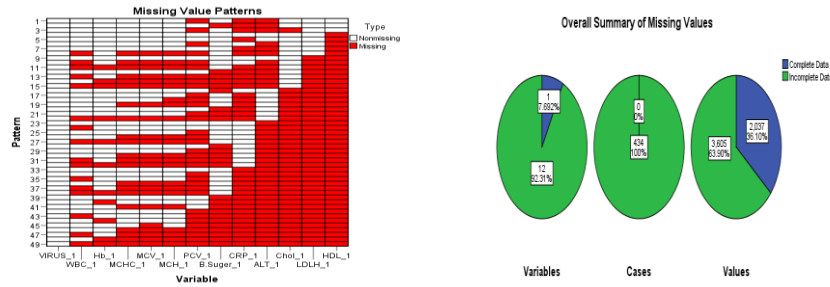 Missing Value Patterns
Type
Nonmissing
Missing
Pattern
1
3
5
7
9
11
13
15
17
19
21
23
25
27
29
31
33
35
37
39
41
43
45
47
49
VIRUS_1 Hb_1 MCV_1 PCV_1 CRP_1 Chol_1 HDL_1
WBC_1 MCHC_1 MCH_1 B.Suger_1 ALT_1 LDLH_1
Variable
Overall Summary of Missing Values
Complete Data
Incomplete Data
1
7.692%
12
92.31%
0
0%
434
100%
2,037
36.10%
3,605
63.90%
Variables
Cases
Values